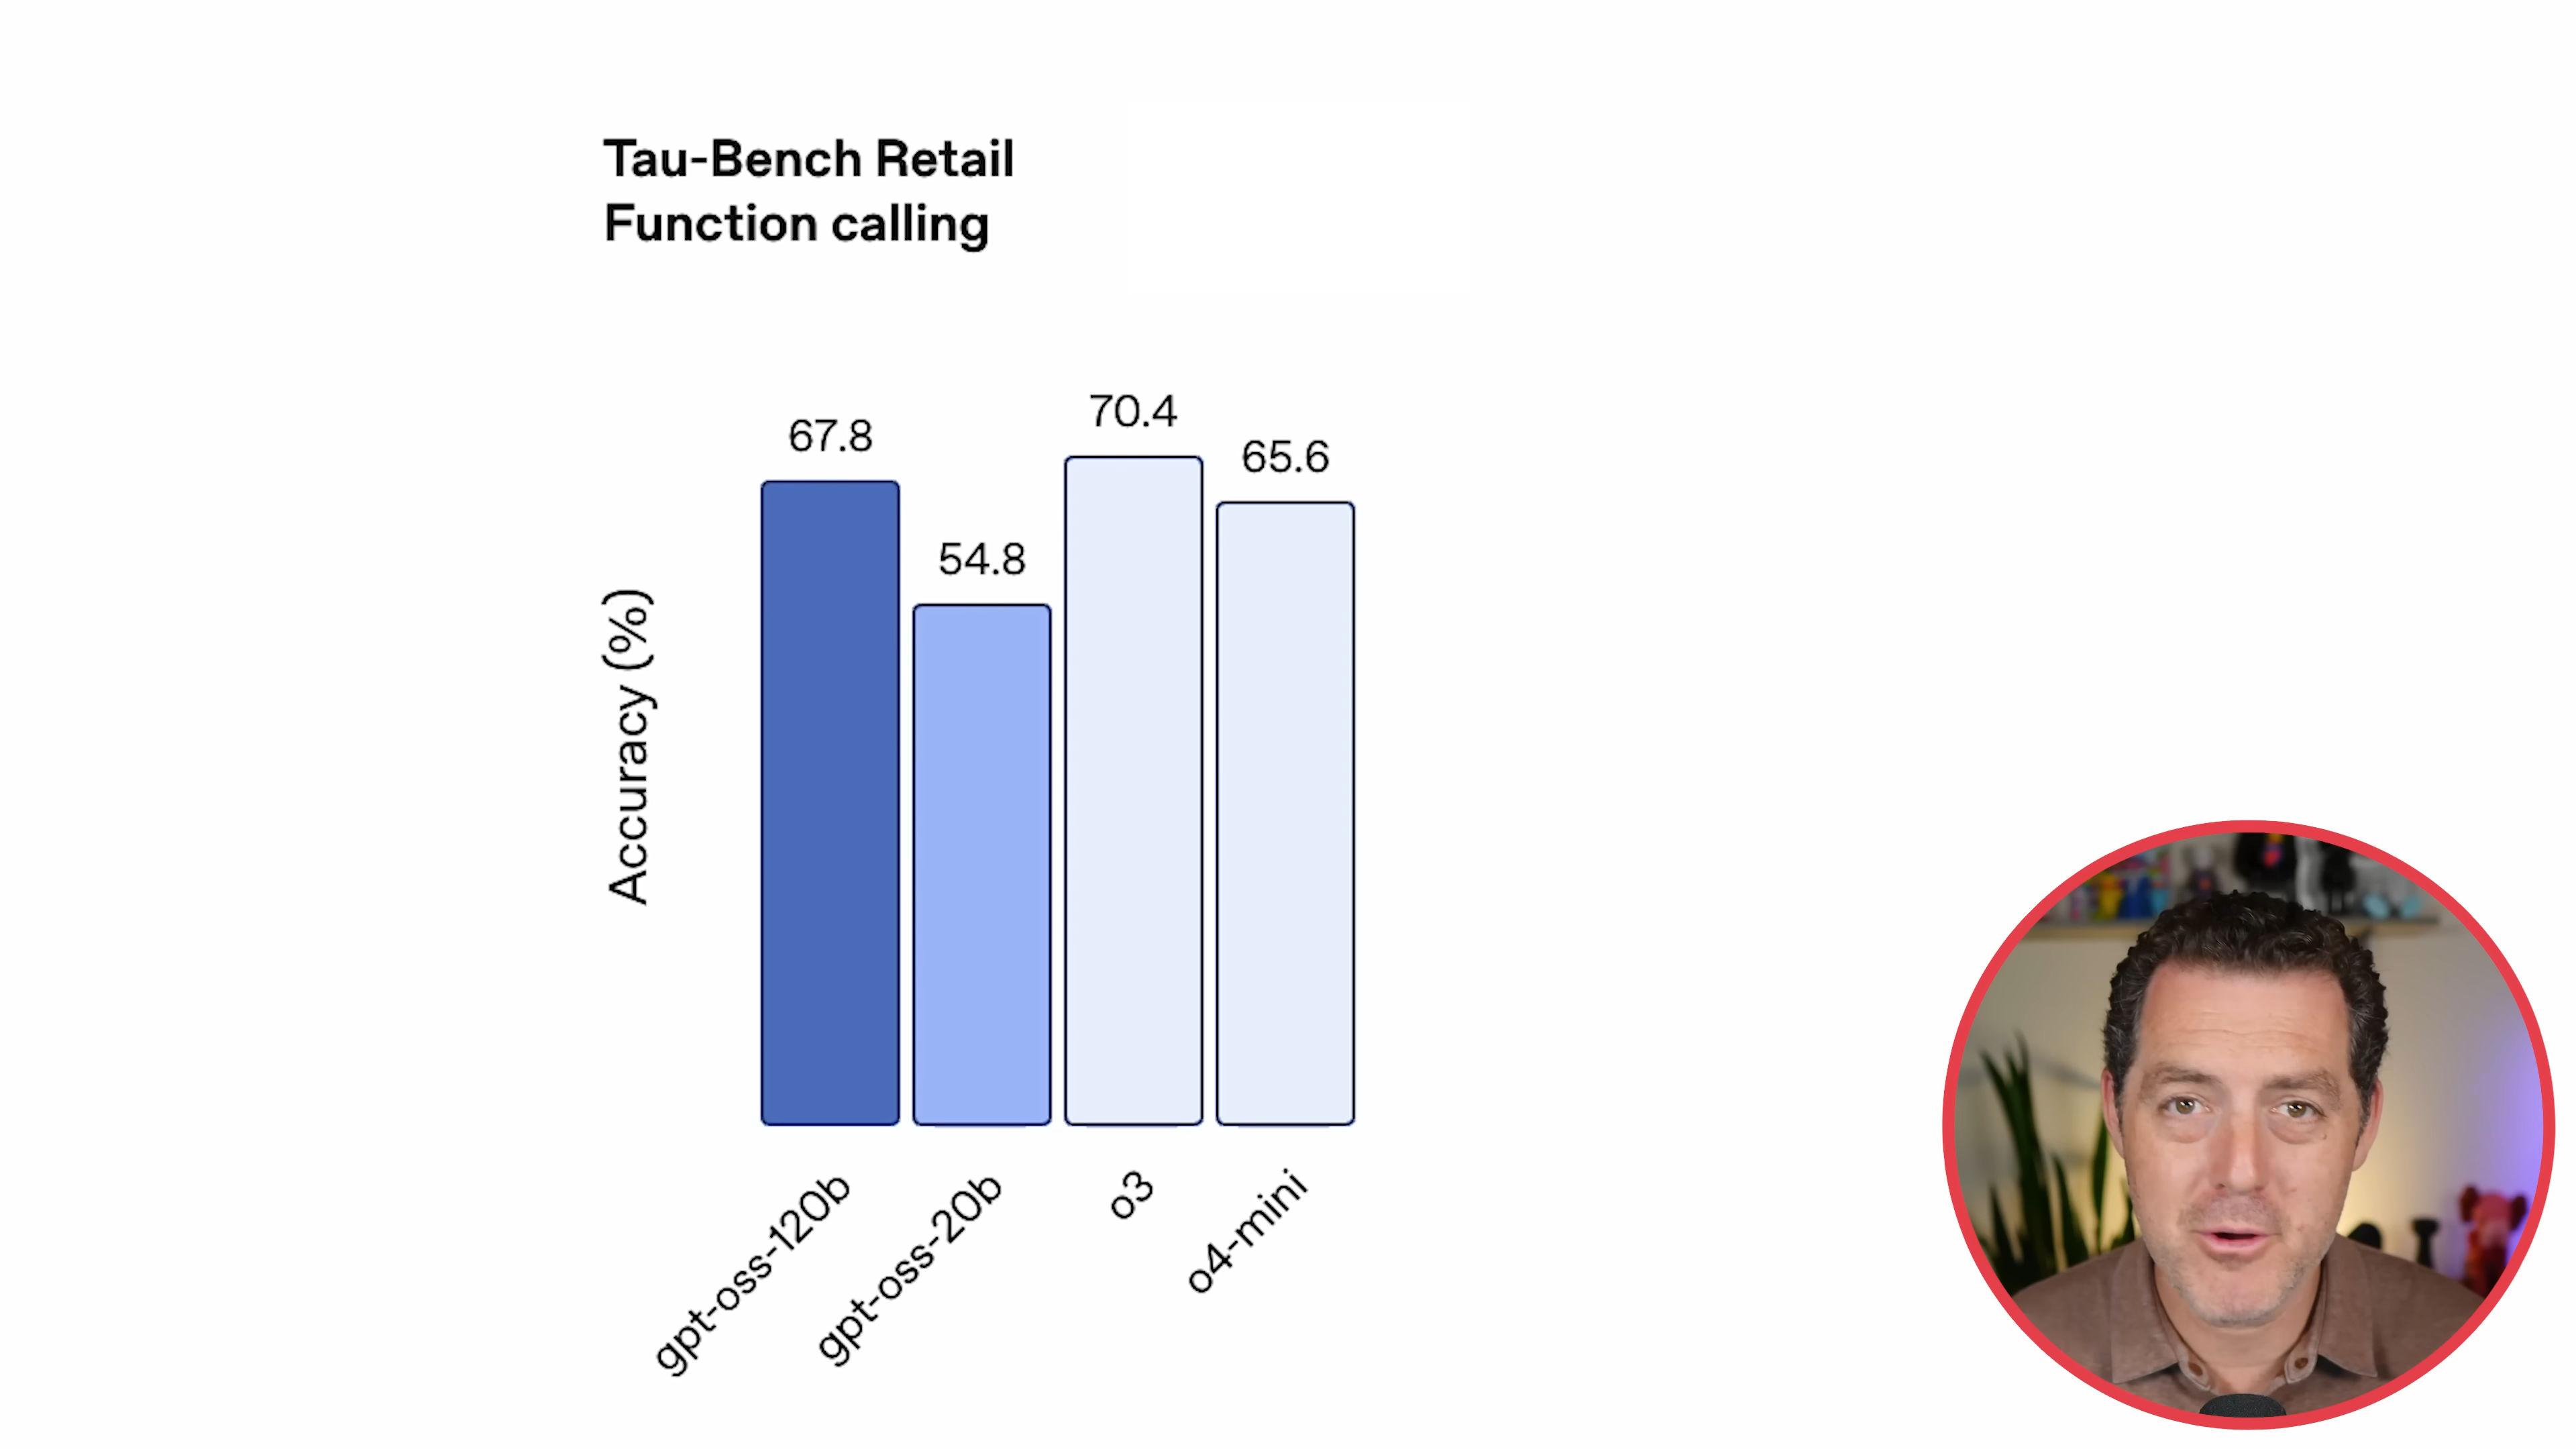 Tau-Bench Retail
Function calling
70.4
67.8
65.6
54.8
Accuracy (%)
gpt-oss-120b
gpt-oss-20b
o3
o4-mini